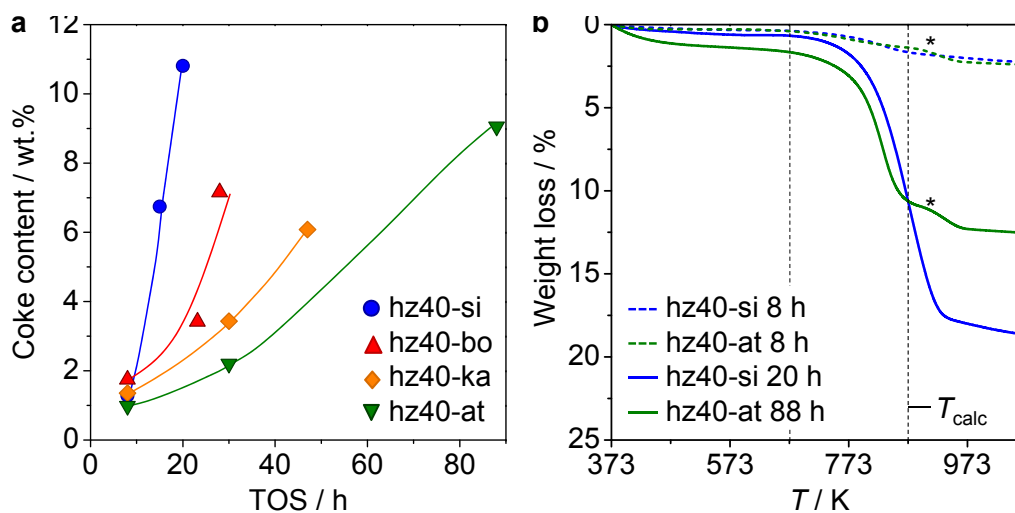 a
Coke content / wt.%
12
10
8
6
4
2
0
0 20 40 60 80
TOS / h
hz40-si
hz40-bo
hz40-ka
hz40-at
b
Weight loss / %
0
5
10
15
20
25
373 573 773 973
T / K
*
*
hz40-si 8 h
hz40-at 8 h
hz40-si 20 h
hz40-at 88 h
Tcalc